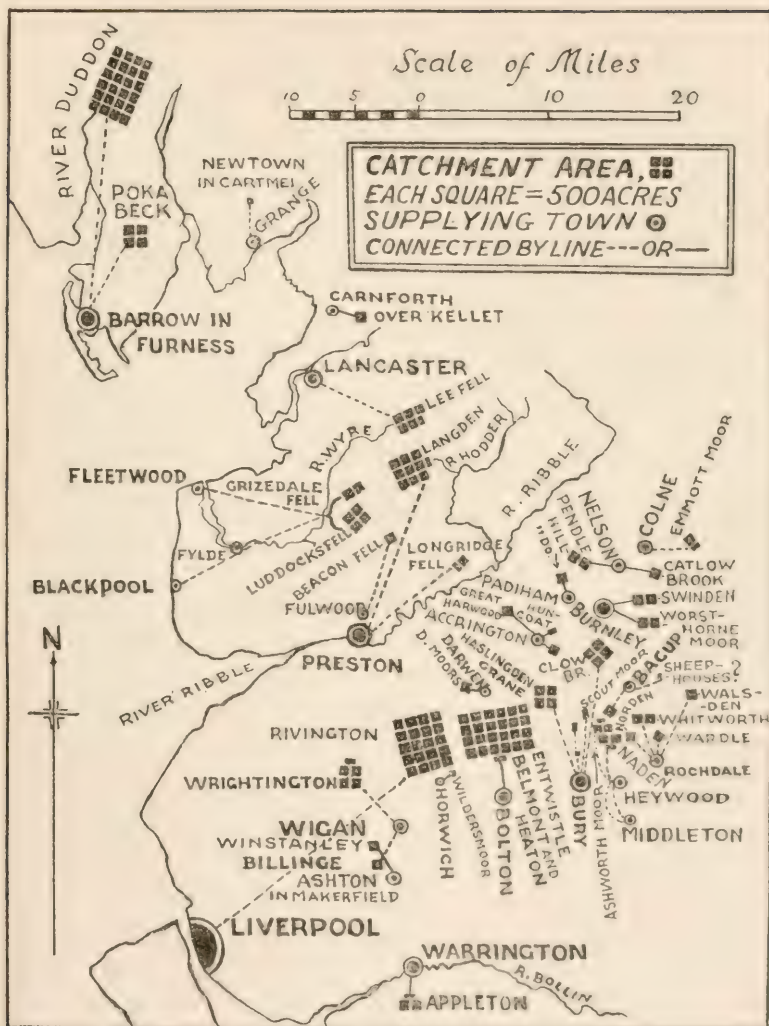 Scale of Miles
10 5 0 10 20
CATCHMENT AREA,
EACH SQUARE = 500 ACRES
SUPPLYING TOWN
CONNECTED BY LINE --- OR —
RIVER DUDDON
POKA
BECK
NEWTOWN
IN CARTMEL
GRANGE
BARROW IN
FURNESS
CARNFORTH
OVER KELLET
LANCASTER
LEE FELL
R. WYRE
LANGDEN
R. HODDER
R. RIBBLE
FLEETWOOD
GRIZEDALE
FELL
FYLDE
LUDDOCKSFELL
BEACON FELL
LONGRIDGE
FELL
BLACKPOOL
FULWOOD
PRESTON
N
RIVER RIBBLE
COLNE
EMMOTT MOOR
NELSON
PENDLE
HILL
"DO."
CATLOW
BROOK
PADIHAM
BURNLEY
SWINDEN
WORST-
HORNE
MOOR
GREAT
HARWOOD
HUN-
COAT
ACCRINGTON
CLOW
BR.
HASLINGDEN
GRANE
DARWEN
D. MOORS
SCOUT MOOR
BACUP
SHEEP-
HOUSES?
HORDEN
WALS-
DEN
WHITWORTH
WARDLE
NADEN
ROCHDALE
HEYWOOD
MIDDLETON
BURY
ASHWORTH MOOR
RIVINGTON
WRIGHTINGTON
WIGAN
WINSTANLEY
BILLINGE
ASHTON
IN MAKERFIELD
HORWICH
WILDERSMOOR
BOLTON
ENTWISTLE
BELMONT AND
HEATON
LIVERPOOL
WARRINGTON
R. BOLLIN
APPLETON